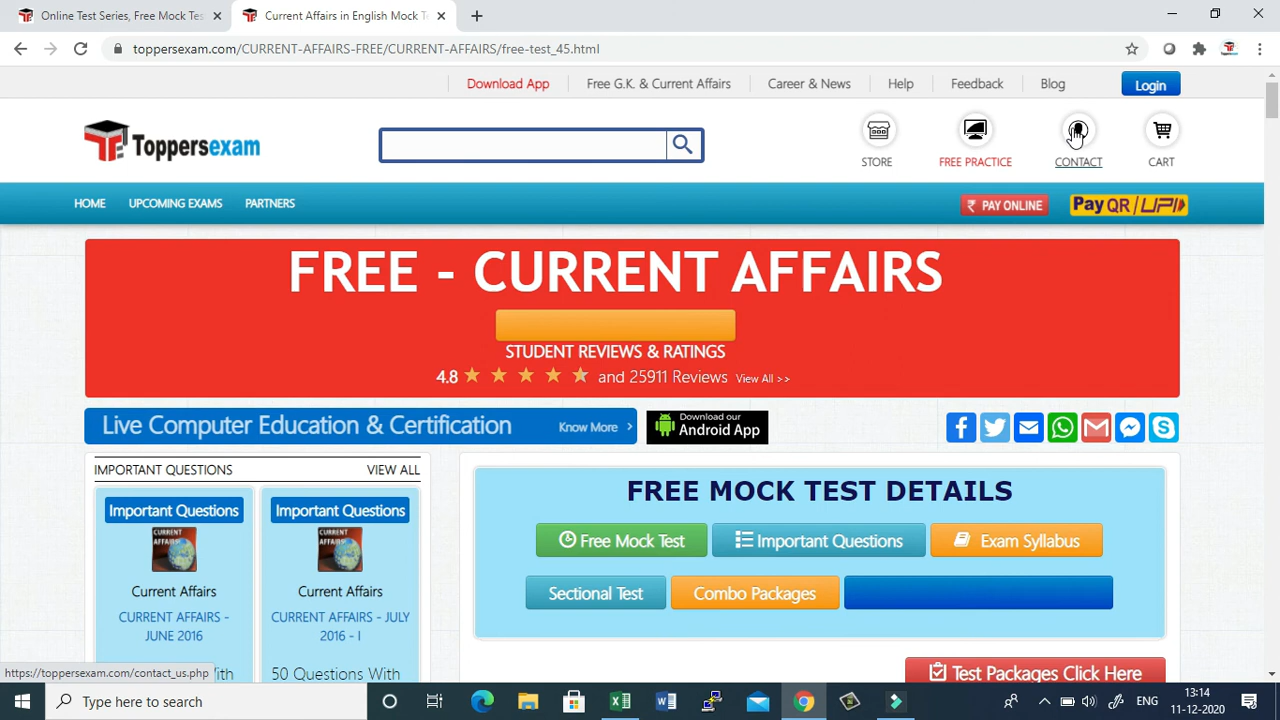 Online Test Series, Free Mock Tes
Current Affairs in English Mock T
toppersexam.com/CURRENT-AFFAIRS-FREE/CURRENT-AFFAIRS/free-test_45.html
Download App
Free G.K. & Current Affairs
Career & News
Help
Feedback
Blog
Login
Toppersexam
STORE
FREE PRACTICE
CONTACT
CART
HOME
UPCOMING EXAMS
PARTNERS
₹ PAY ONLINE
Pay QR / UPI
FREE - CURRENT AFFAIRS
STUDENT REVIEWS & RATINGS
4.8 and 25911 Reviews View All >>
Live Computer Education & Certification
Know More
Download our
Android App
IMPORTANT QUESTIONS
VIEW ALL
Important Questions
CURRENT AFFAIRS
Current Affairs
CURRENT AFFAIRS -
JUNE 2016
With
Important Questions
CURRENT AFFAIRS
Current Affairs
CURRENT AFFAIRS - JULY
2016 - I
50 Questions With
FREE MOCK TEST DETAILS
Free Mock Test
Important Questions
Exam Syllabus
Sectional Test
Combo Packages
Test Packages Click Here
https://toppersexam.com/contact_us.php
Type here to search
ENG
13:14
11-12-2020